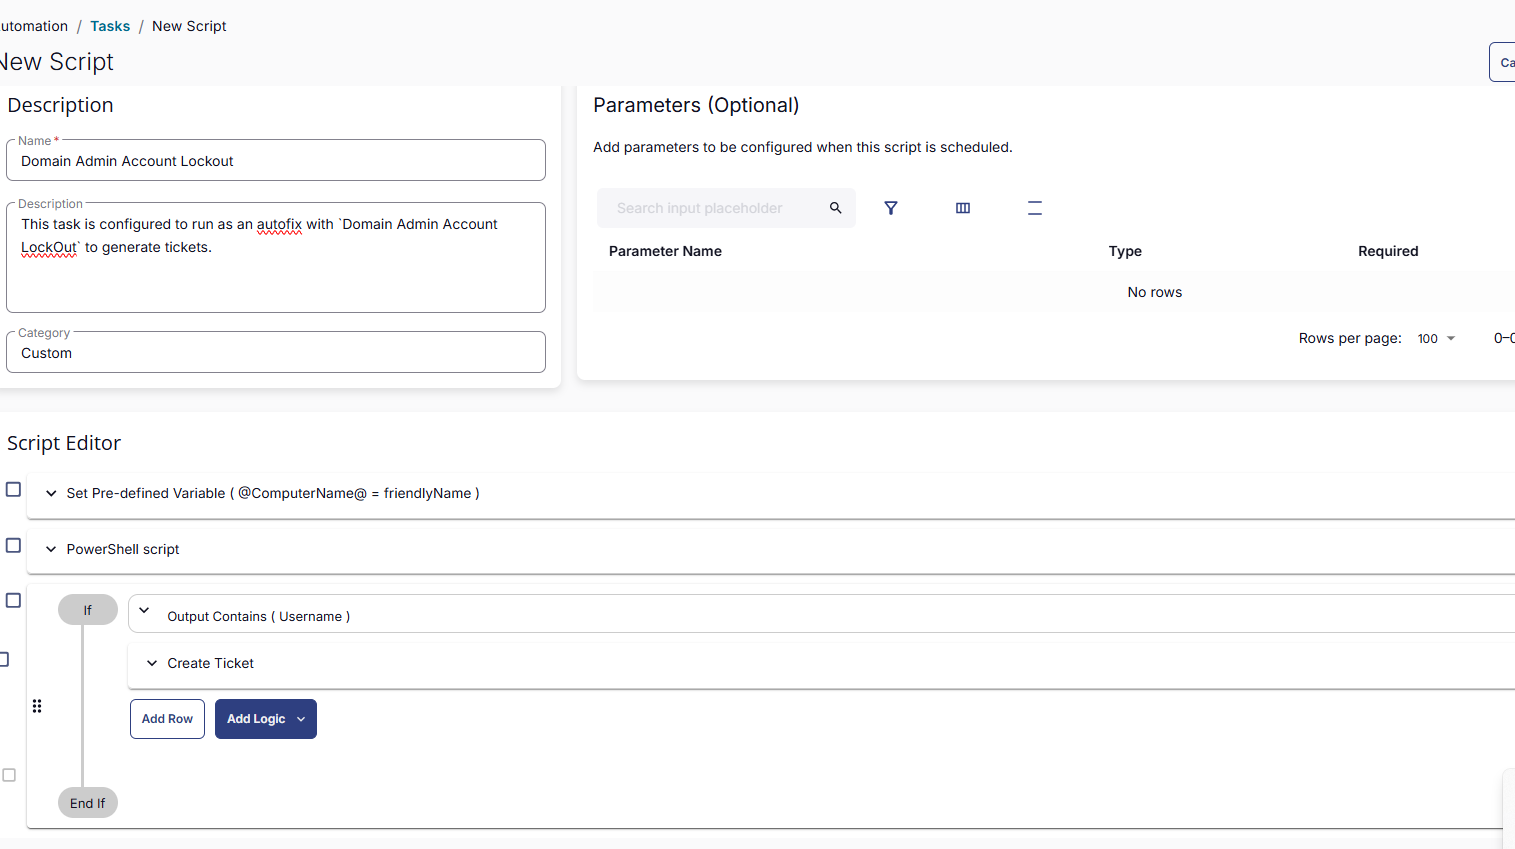 utomation / Tasks / New Script
New Script
Ca
Description
Name *
Domain Admin Account Lockout
Description
This task is configured to run as an autofix with `Domain Admin Account
LockOut` to generate tickets.
Category
Custom
Parameters (Optional)
Add parameters to be configured when this script is scheduled.
Search input placeholder
Parameter Name Type Required
No rows
Rows per page: 100 0–0
Script Editor
Set Pre-defined Variable ( @ComputerName@ = friendlyName )
PowerShell script
If
Output Contains ( Username )
Create Ticket
Add Row Add Logic
End If